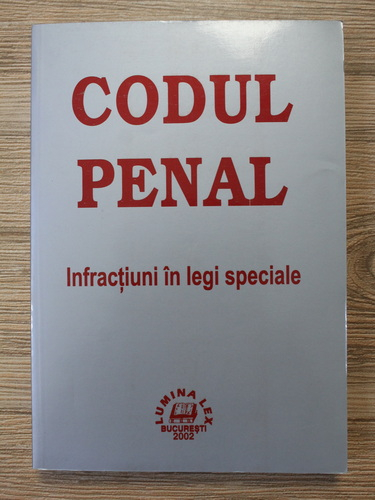 CODUL
PENAL
Infracțiuni în legi speciale
LUMINA LEX
BUCUREȘTI
2002